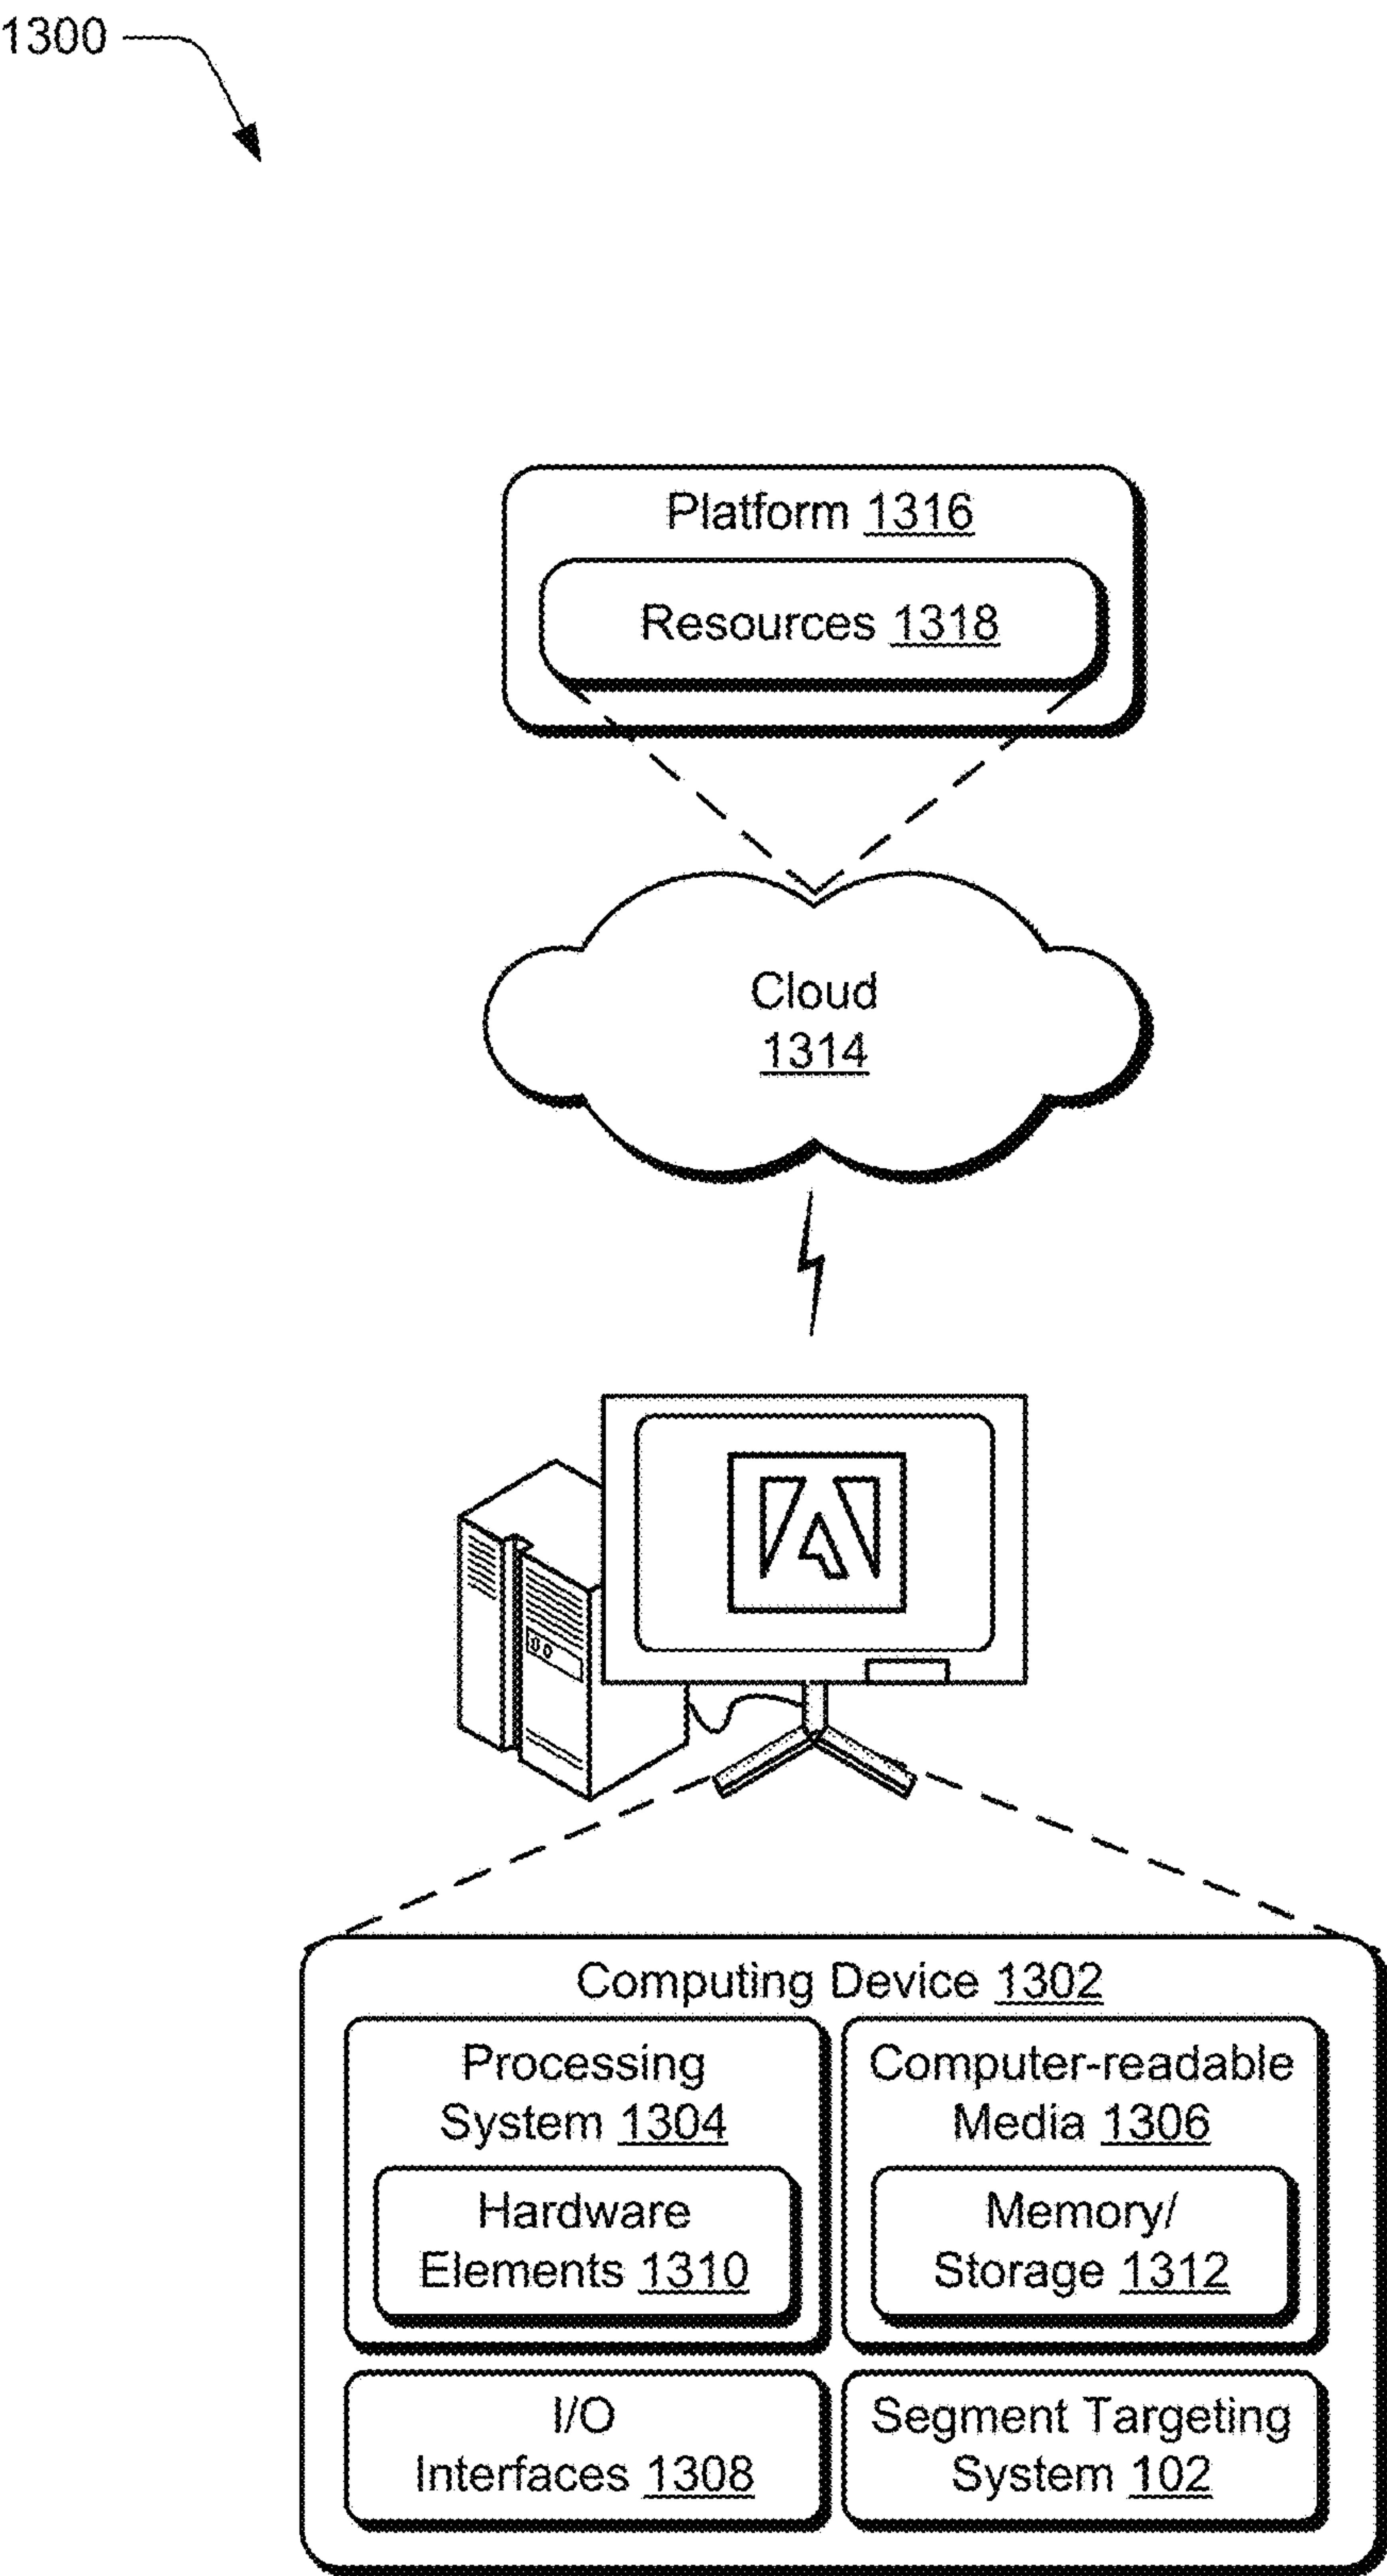 1300
Platform 1316
Resources 1318
Cloud
1314
Computing Device 1302
Processing
System 1304
Hardware
Elements 1310
Computer-readable
Media 1306
Memory/
Storage 1312
I/O
Interfaces 1308
Segment Targeting
System 102